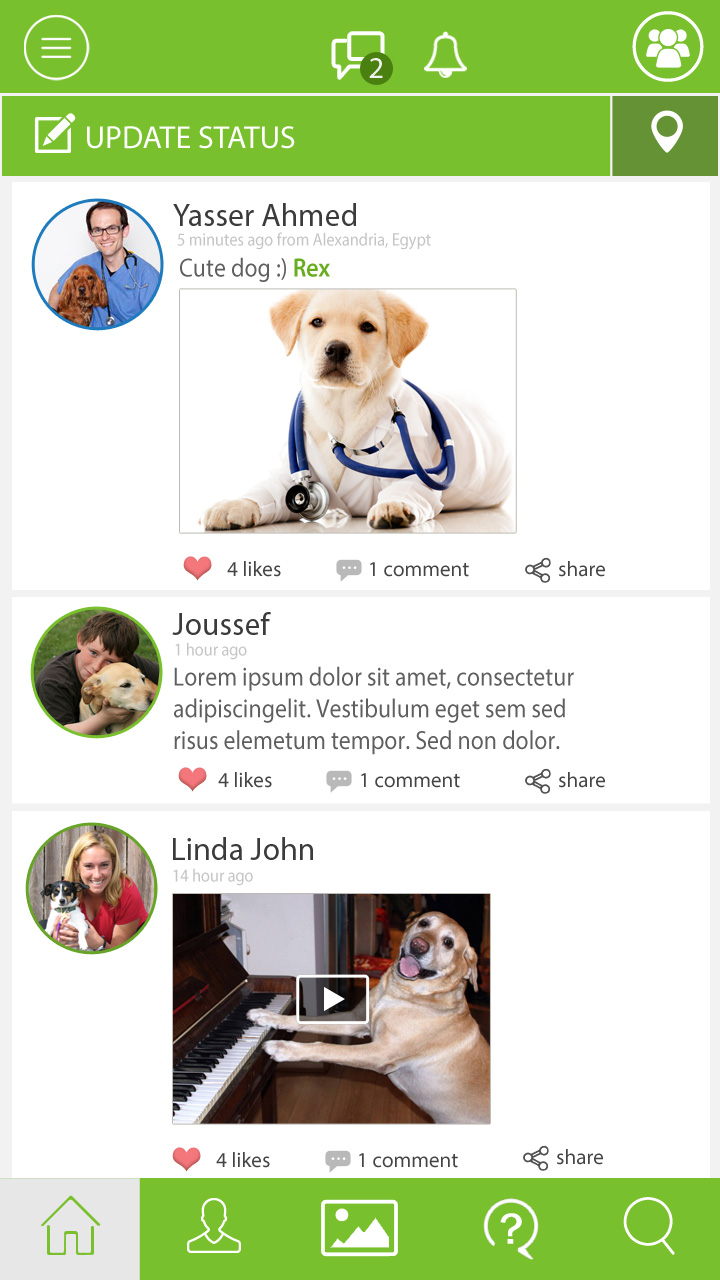 2
UPDATE STATUS
Yasser Ahmed
5 minutes ago from Alexandria, Egypt
Cute dog :) Rex
4 likes 1 comment share
Joussef
1 hour ago
Lorem ipsum dolor sit amet, consectetur
adipiscingelit. Vestibulum eget sem sed
risus elemetum tempor. Sed non dolor.
4 likes 1 comment share
Linda John
14 hour ago
4 likes 1 comment share
?